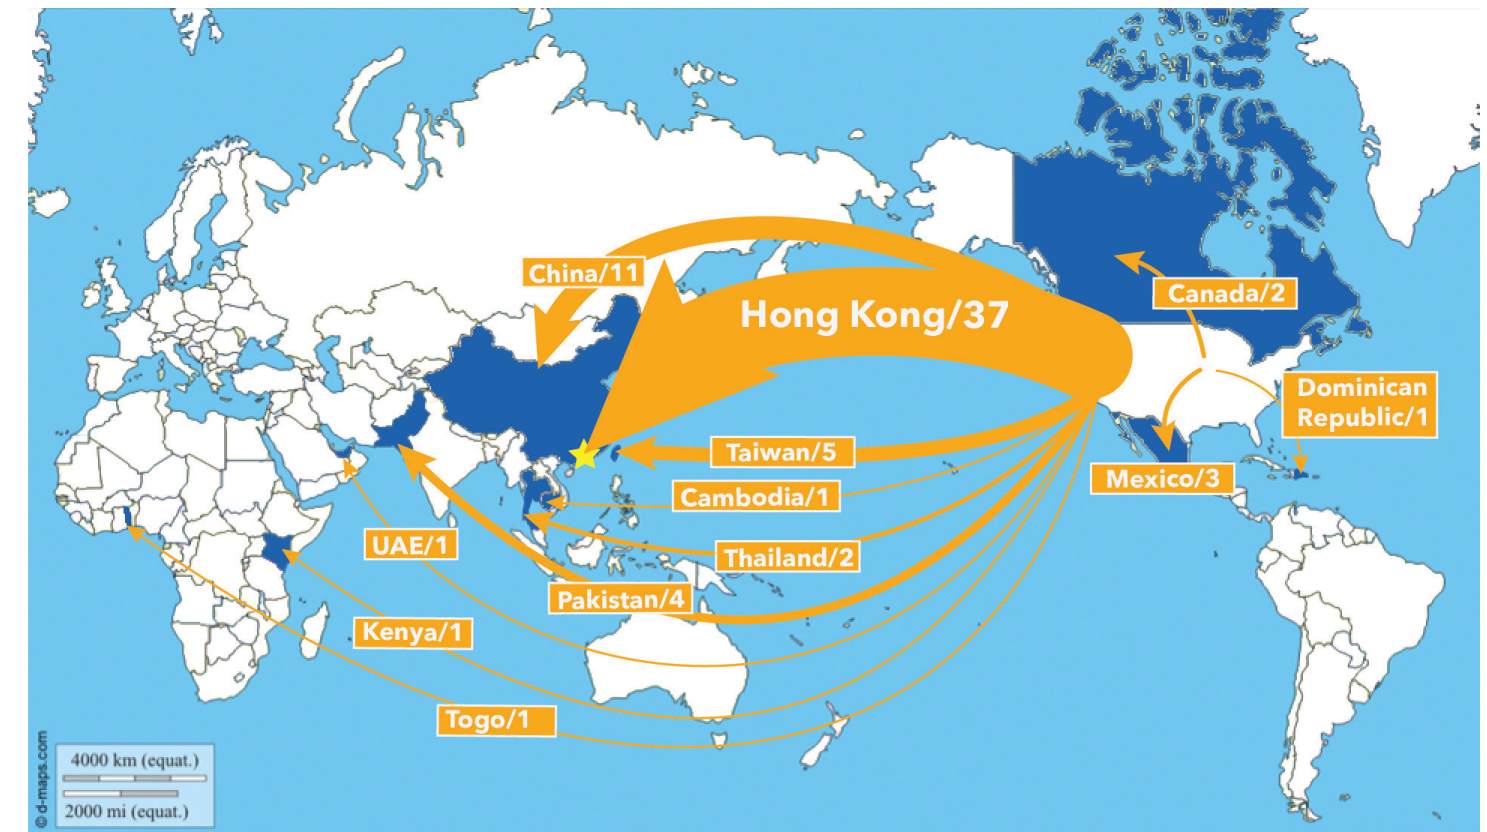 China/11
Hong Kong/37
Canada/2
Dominican
Republic/1
Taiwan/5
Mexico/3
Cambodia/1
UAE/1
Thailand/2
Pakistan/4
Kenya/1
Togo/1
4000 km (equat.)
2000 mi (equat.)
© d-maps.com